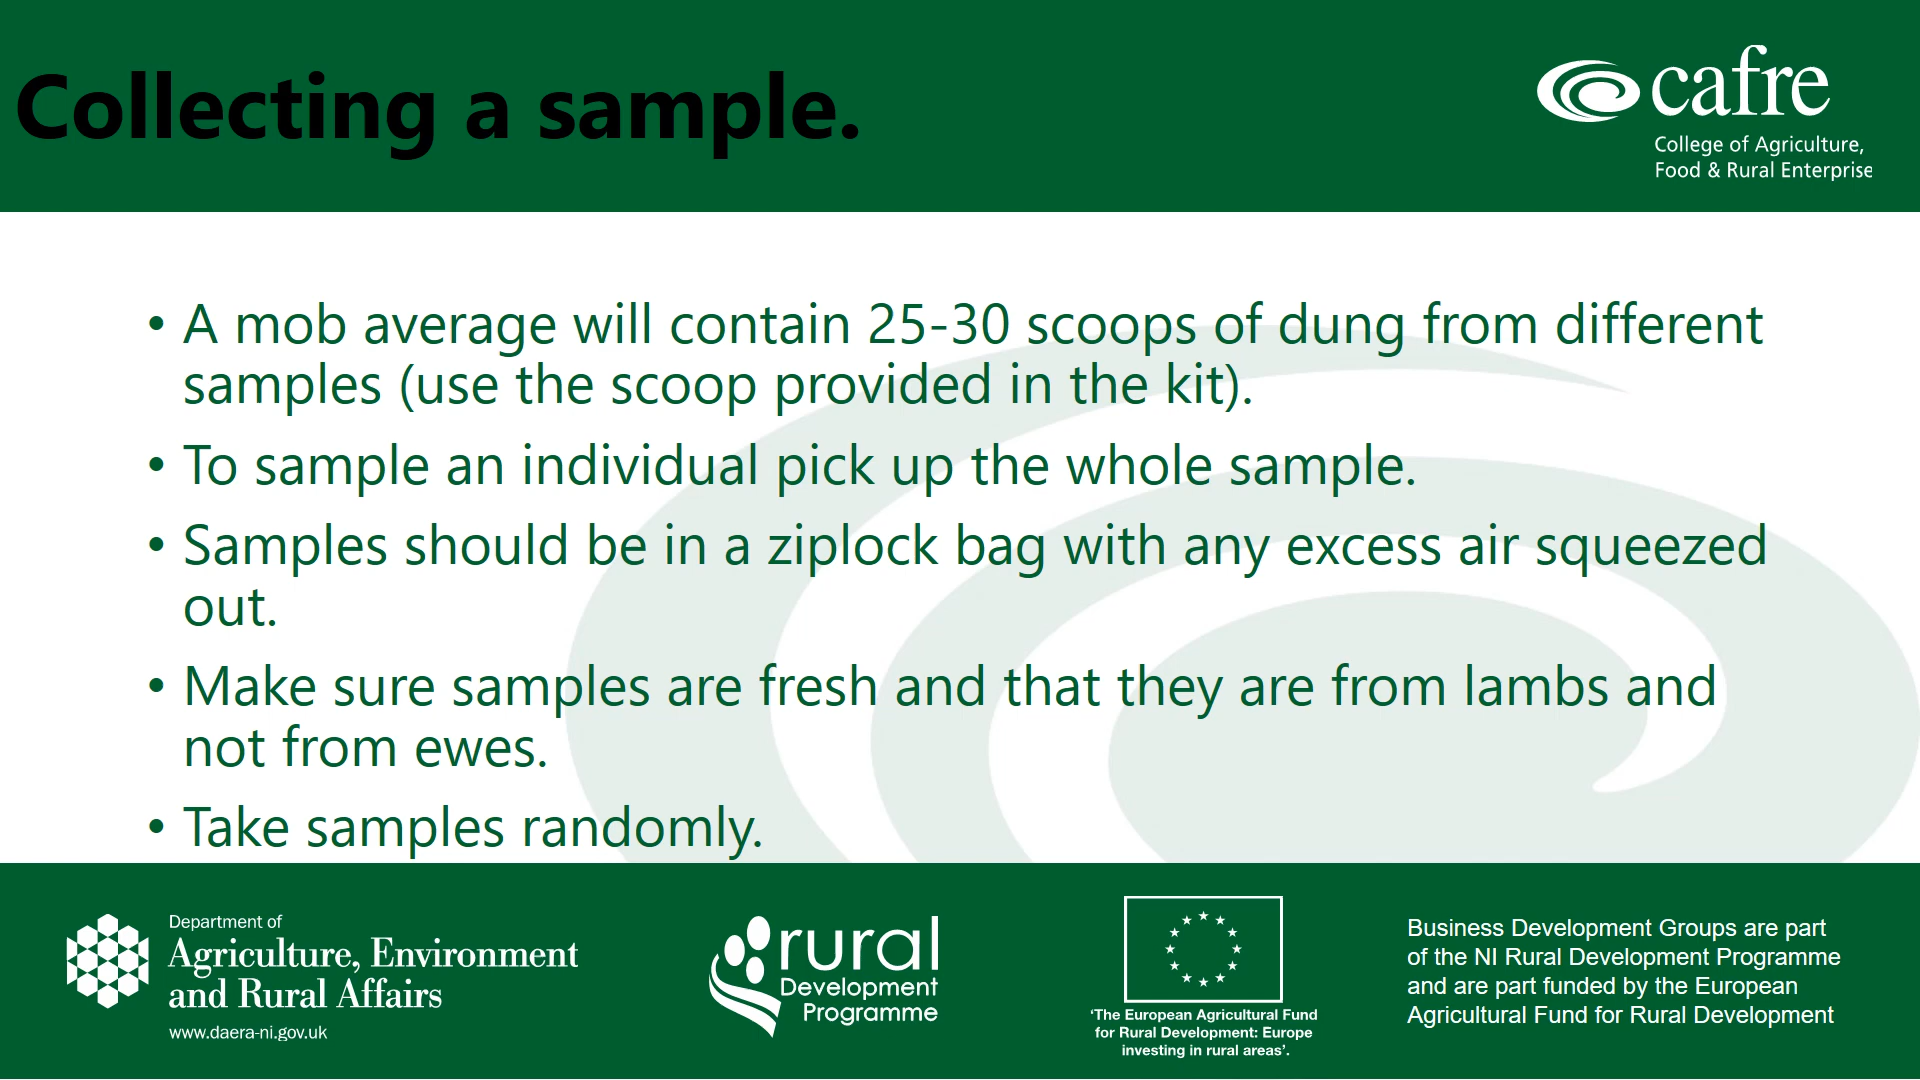 Collecting a sample.
cafre
College of Agriculture,
Food & Rural Enterprise
• A mob average will contain 25-30 scoops of dung from different
samples (use the scoop provided in the kit).
• To sample an individual pick up the whole sample.
• Samples should be in a ziplock bag with any excess air squeezed
out.
• Make sure samples are fresh and that they are from lambs and
not from ewes.
• Take samples randomly.
Department of
Agriculture, Environment
and Rural Affairs
www.daera-ni.gov.uk
rural
Development
Programme
‘The European Agricultural Fund
for Rural Development: Europe
investing in rural areas’.
Business Development Groups are part
of the NI Rural Development Programme
and are part funded by the European
Agricultural Fund for Rural Development